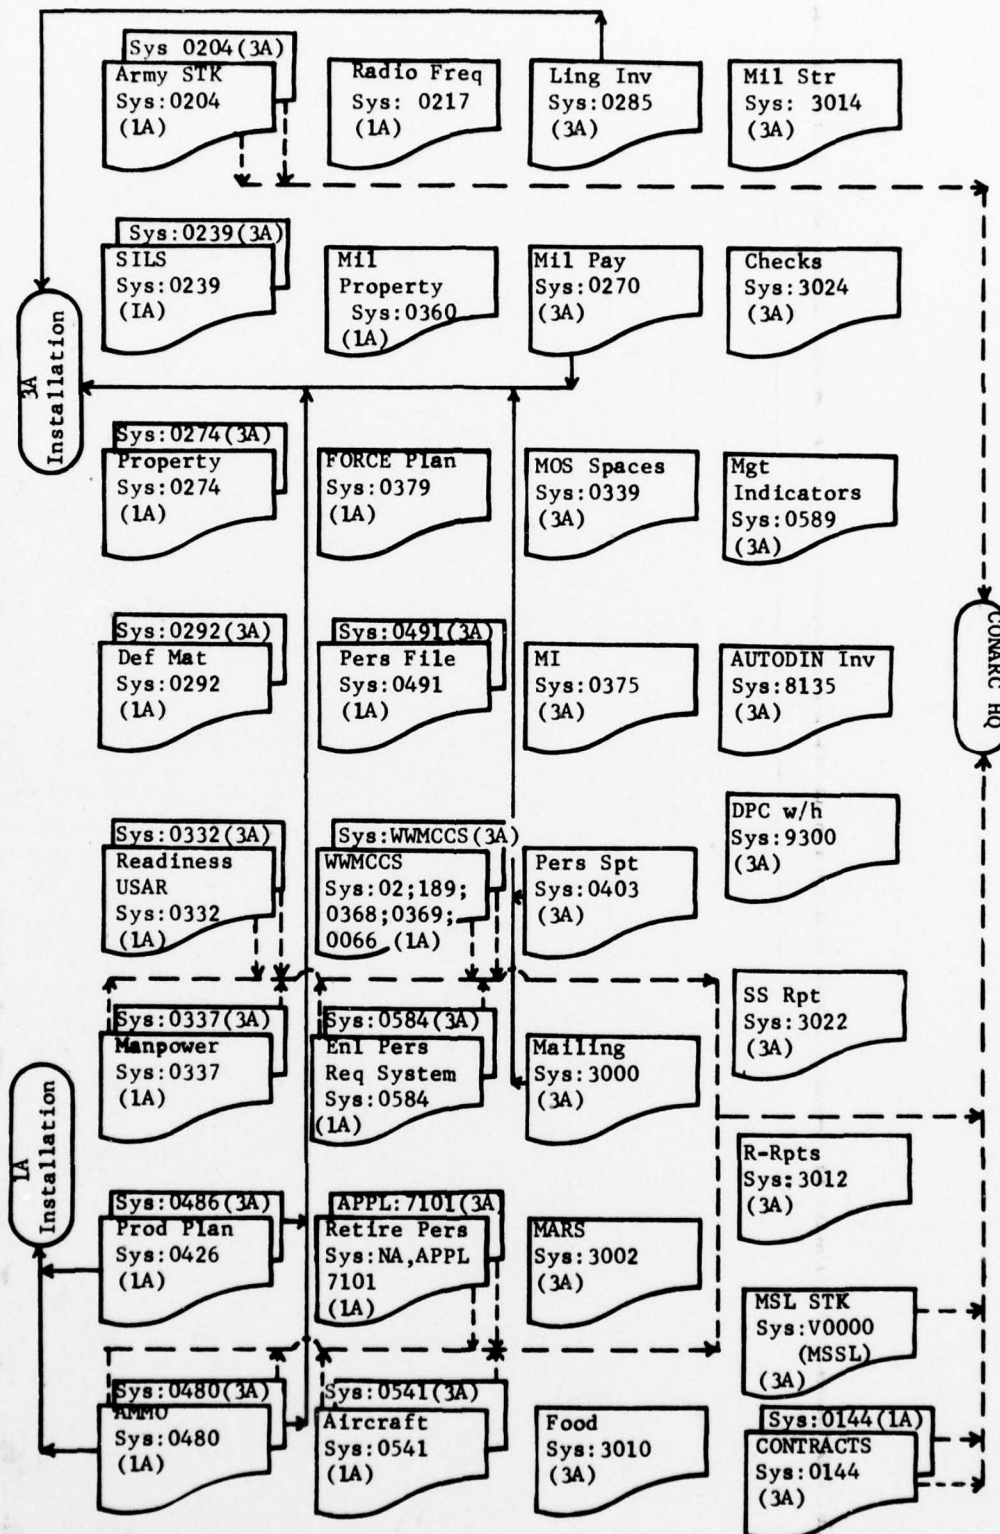 Sys 0204(3A)
Army STK
Sys:0204
(1A)
Radio Freq
Sys: 0217
(1A)
Ling Inv
Sys:0285
(3A)
Mil Str
Sys: 3014
(3A)
Sys:0239(3A)
SILS
Sys:0239
(IA)
Mil
Property
Sys:0360
(1A)
Mil Pay
Sys:0270
(3A)
Checks
Sys:3024
(3A)
3A
Installation
Sys:0274(3A)
Property
Sys:0274
(1A)
FORCE Plan
Sys:0379
(1A)
MOS Spaces
Sys:0339
(3A)
Mgt
Indicators
Sys:0589
(3A)
Sys:0292(3A)
Def Mat
Sys:0292
(1A)
Sys:0491(3A)
Pers File
Sys:0491
(1A)
MI
Sys:0375
(3A)
AUTODIN Inv
Sys:8135
(3A)
CONARC HQ
Sys:0332(3A)
Readiness
USAR
Sys:0332
(1A)
Sys:WWMCCS(3A)
WWMCCS
Sys:02;189;
0368;0369;
0066 (1A)
Pers Spt
Sys:0403
(3A)
DPC w/h
Sys:9300
(3A)
Sys:0337(3A)
Manpower
Sys:0337
(1A)
Sys:0584(3A)
Enl Pers
Req System
Sys:0584
(1A)
Mailing
Sys:3000
(3A)
SS Rpt
Sys:3022
(3A)
1A
Installation
Sys:0486(3A)
Prod Plan
Sys:0426
(1A)
APPL:7101(3A
Retire Pers
Sys:NA,APPL
7101
(1A)
MARS
Sys:3002
(3A)
R-Rpts
Sys:3012
(3A)
MSL STK
Sys:V0000
(MSSL)
(3A)
Sys:0480(3A)
AMMO
Sys:0480
(1A)
Sys:0541(3A)
Aircraft
Sys:0541
(1A)
Food
Sys:3010
(3A)
Sys:0144(1A)
CONTRACTS
Sys:0144
(3A)